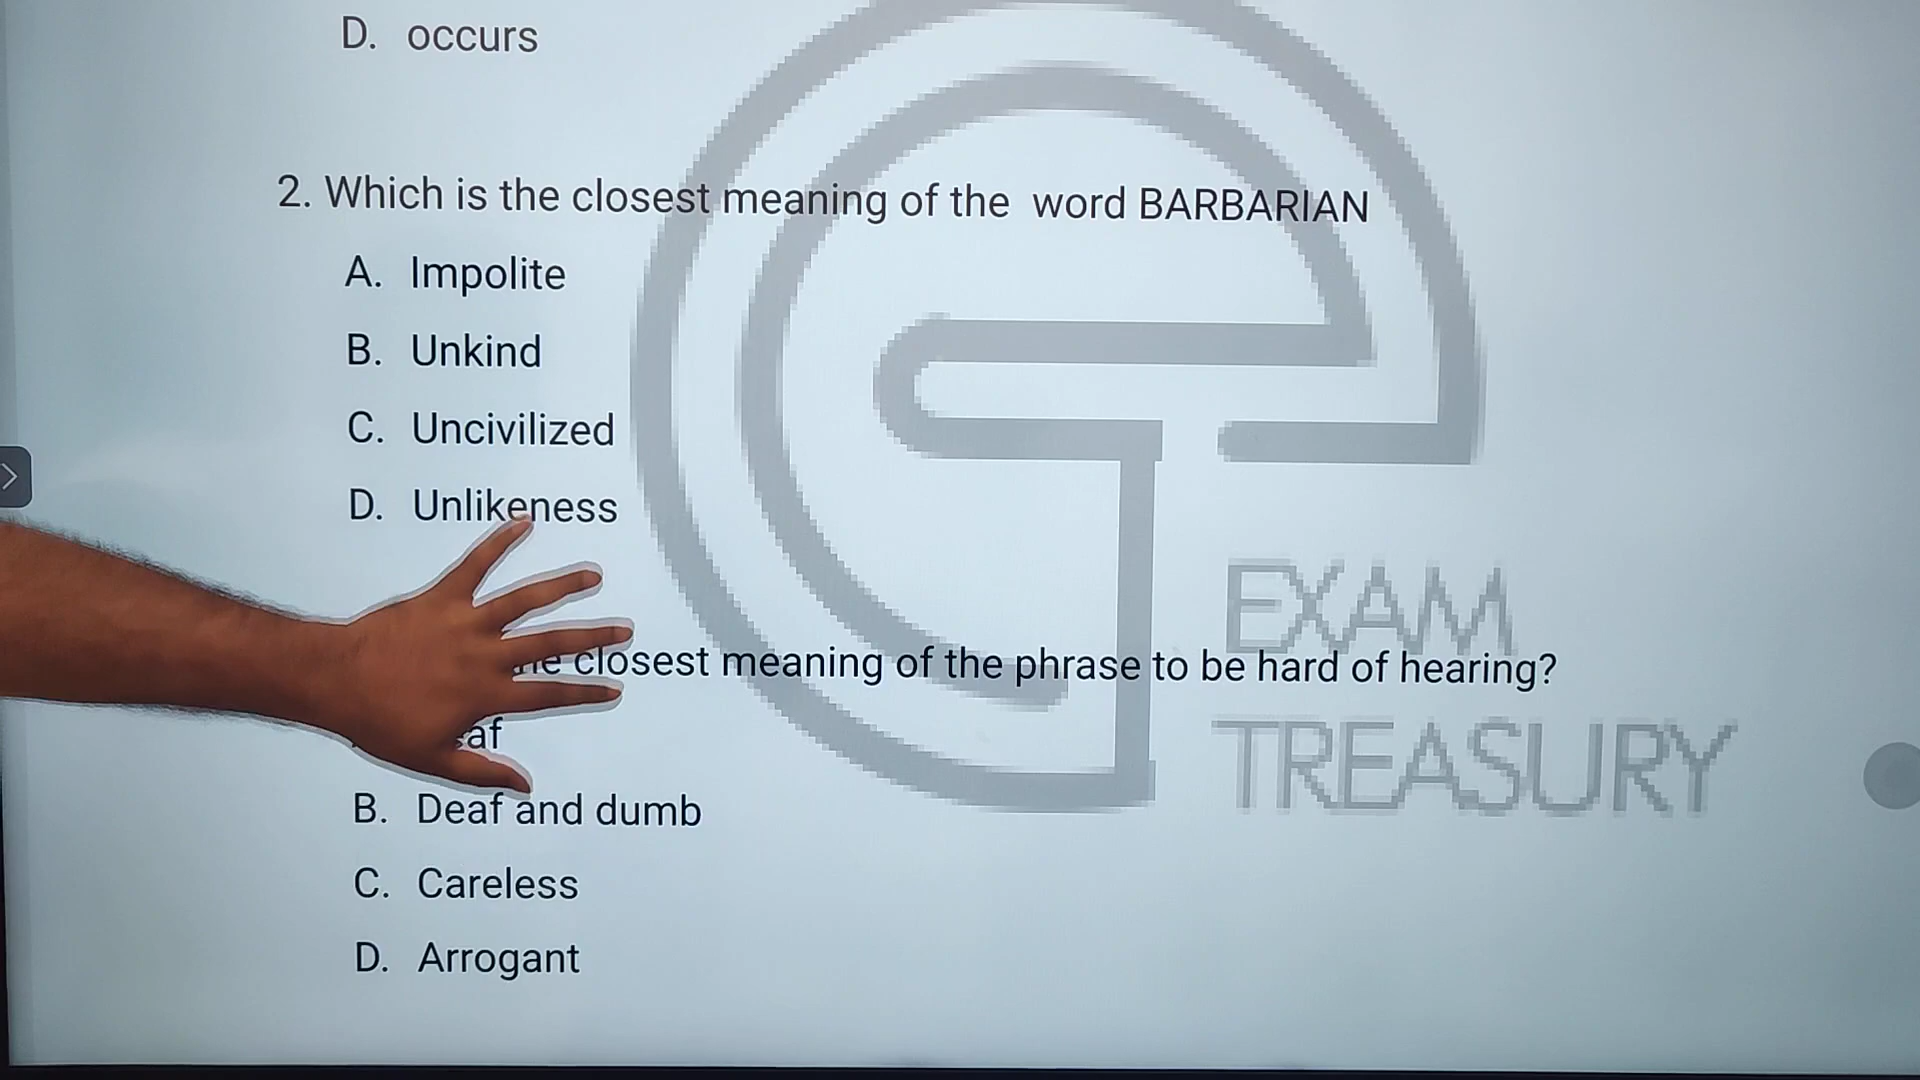 D. occurs
2. Which is the closest meaning of the word BARBARIAN
A. Impolite
B. Unkind
C. Uncivilized
D. Unlikeness
closest meaning of the phrase to be hard of hearing?
B. Deaf and dumb
C. Careless
D. Arrogant
EXAM
TREASURY